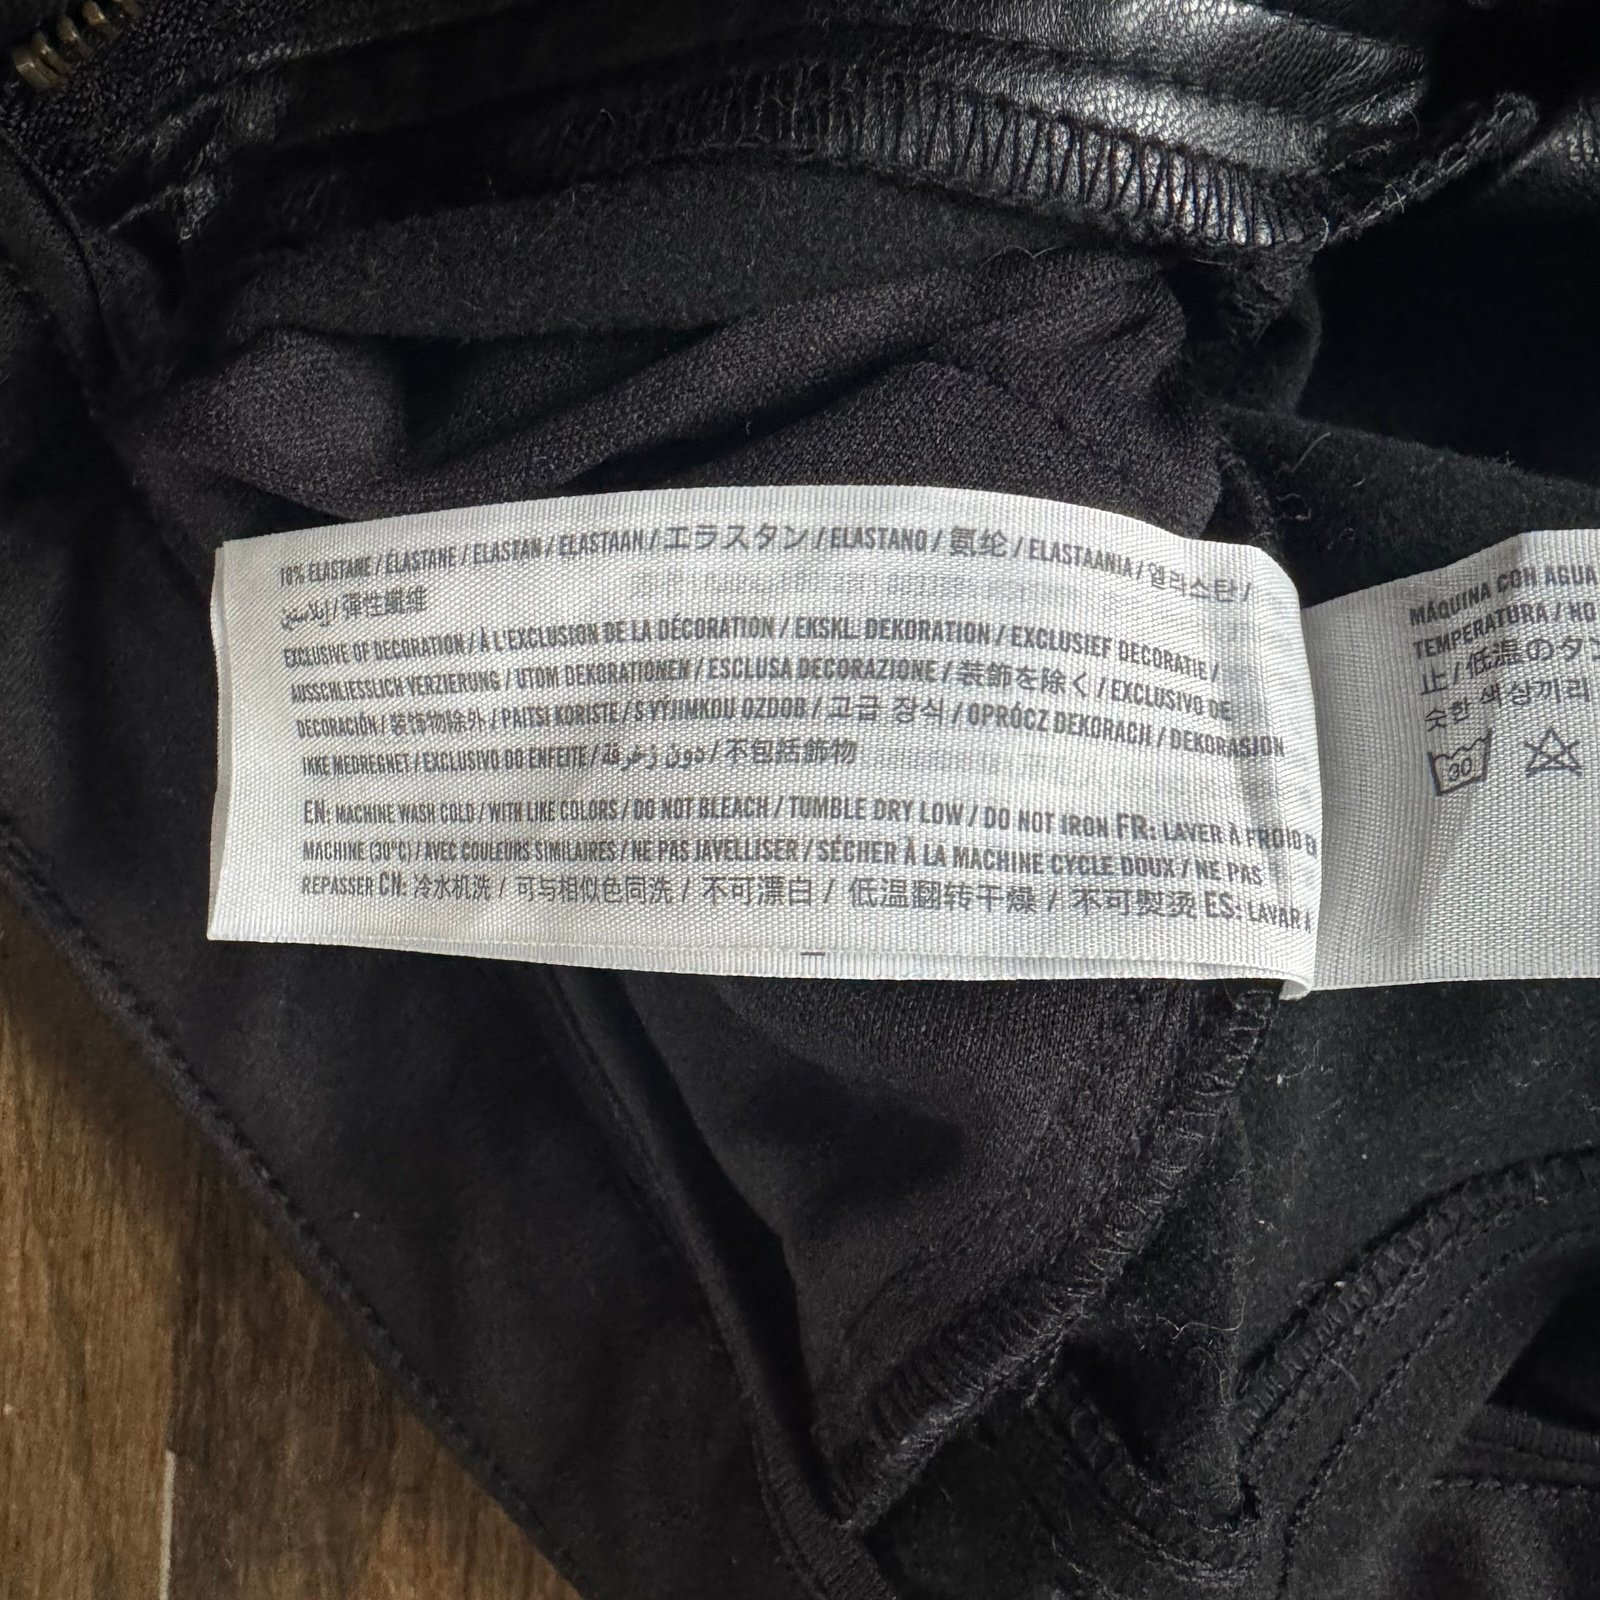 18% ELASTANE / ÉLASTANE / ELASTAN / ELASTAAN / エラスタン / ELASTANO / 氨纶 / ELASTAANIA / 엘라스탄 /
إيلاستين / 彈性纖維
EXCLUSIVE OF DECORATION / À L'EXCLUSION DE LA DÉCORATION / EKSKL. DEKORATION / EXCLUSIEF DECORATIE /
AUSSCHLIESSLICH VERZIERUNG / UTOM DEKORATIONEN / ESCLUSA DECORAZIONE / 装飾を除く / EXCLUSIVO DE
DECORACIÓN / 装饰物除外 / PAITSI KORISTE / S VÝJIMKOU OZDOB / 고급 장식 / OPRÓCZ DEKORACJI / DEKORASJON
IKKE MEDREGNET / EXCLUSIVO DO ENFEITE / دون زخرفة / 不包括飾物
EN: MACHINE WASH COLD / WITH LIKE COLORS / DO NOT BLEACH / TUMBLE DRY LOW / DO NOT IRON FR: LAVER À FROID EN
MACHINE (30°C) / AVEC COULEURS SIMILAIRES / NE PAS JAVELLISER / SÉCHER À LA MACHINE CYCLE DOUX / NE PAS
REPASSER CN: 冷水机洗 / 可与相似色同洗 / 不可漂白 / 低温翻转干燥 / 不可熨烫 ES: LAVAR A
MÁQUINA CON AGUA
TEMPERATURA / NO
止 / 低温のタン
숫한 색상끼리
30